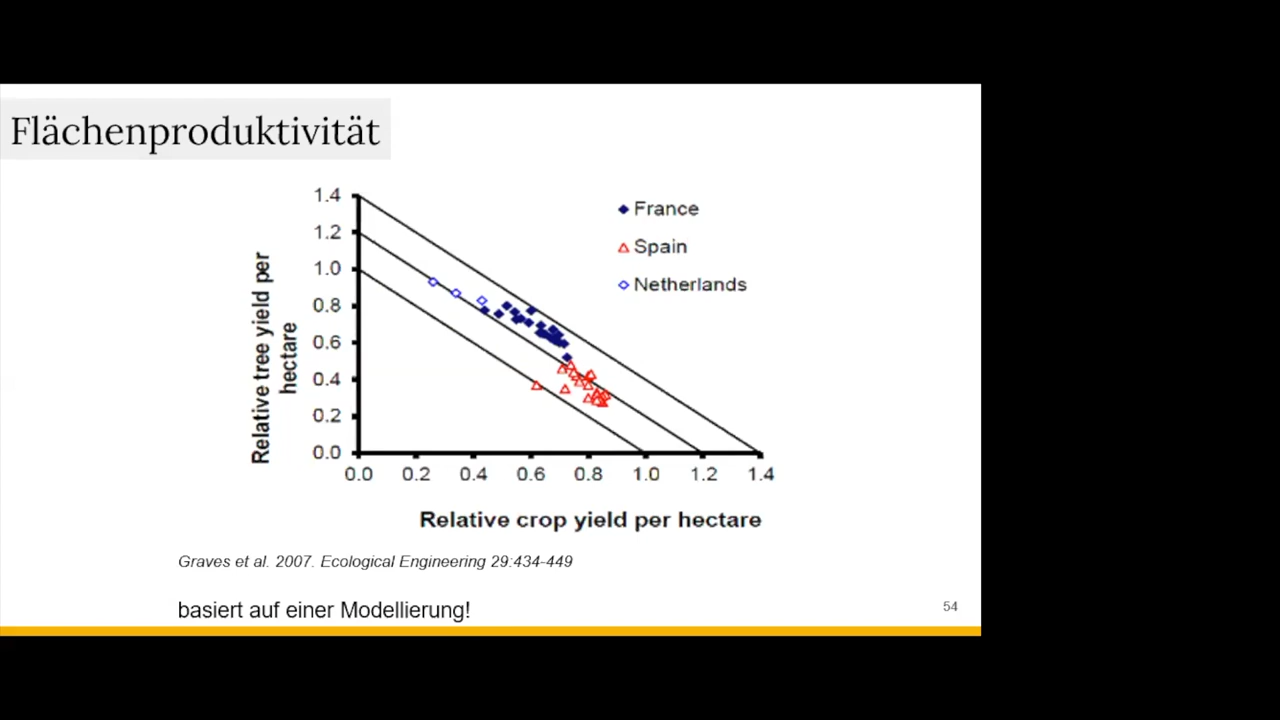 Flächenproduktivität
1.4
1.2
1.0
0.8
0.6
0.4
0.2
0.0
Relative tree yield per
hectare
France
Spain
Netherlands
0.0 0.2 0.4 0.6 0.8 1.0 1.2 1.4
Relative crop yield per hectare
Graves et al. 2007. Ecological Engineering 29:434-449
basiert auf einer Modellierung!
54